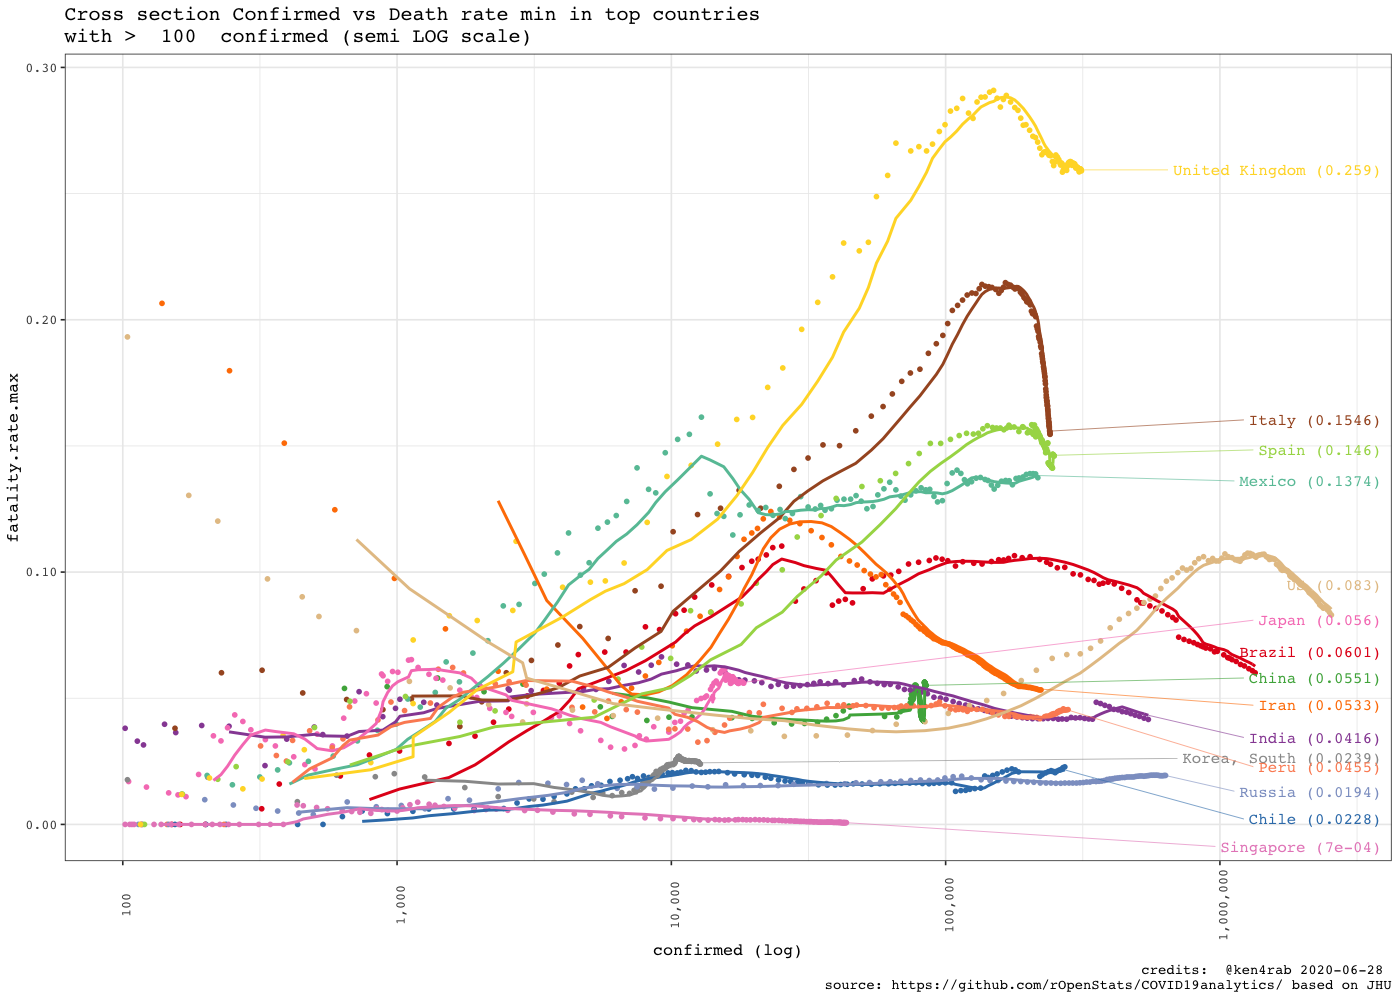 Cross section Confirmed vs Death rate min in top countries
with >  100  confirmed (semi LOG scale)
fatality.rate.max
0.30
0.20
0.10
0.00
United Kingdom (0.259)
Italy (0.1546)
Spain (0.146)
Mexico (0.1374)
US (0.083)
Japan (0.056)
Brazil (0.0601)
China (0.0551)
Iran (0.0533)
India (0.0416)
Korea, South (0.0239)
Peru (0.0455)
Russia (0.0194)
Chile (0.0228)
Singapore (7e-04)
100
1,000
10,000
100,000
1,000,000
confirmed (log)
credits:  @ken4rab 2020-06-28
source: https://github.com/rOpenStats/COVID19analytics/ based on JHU